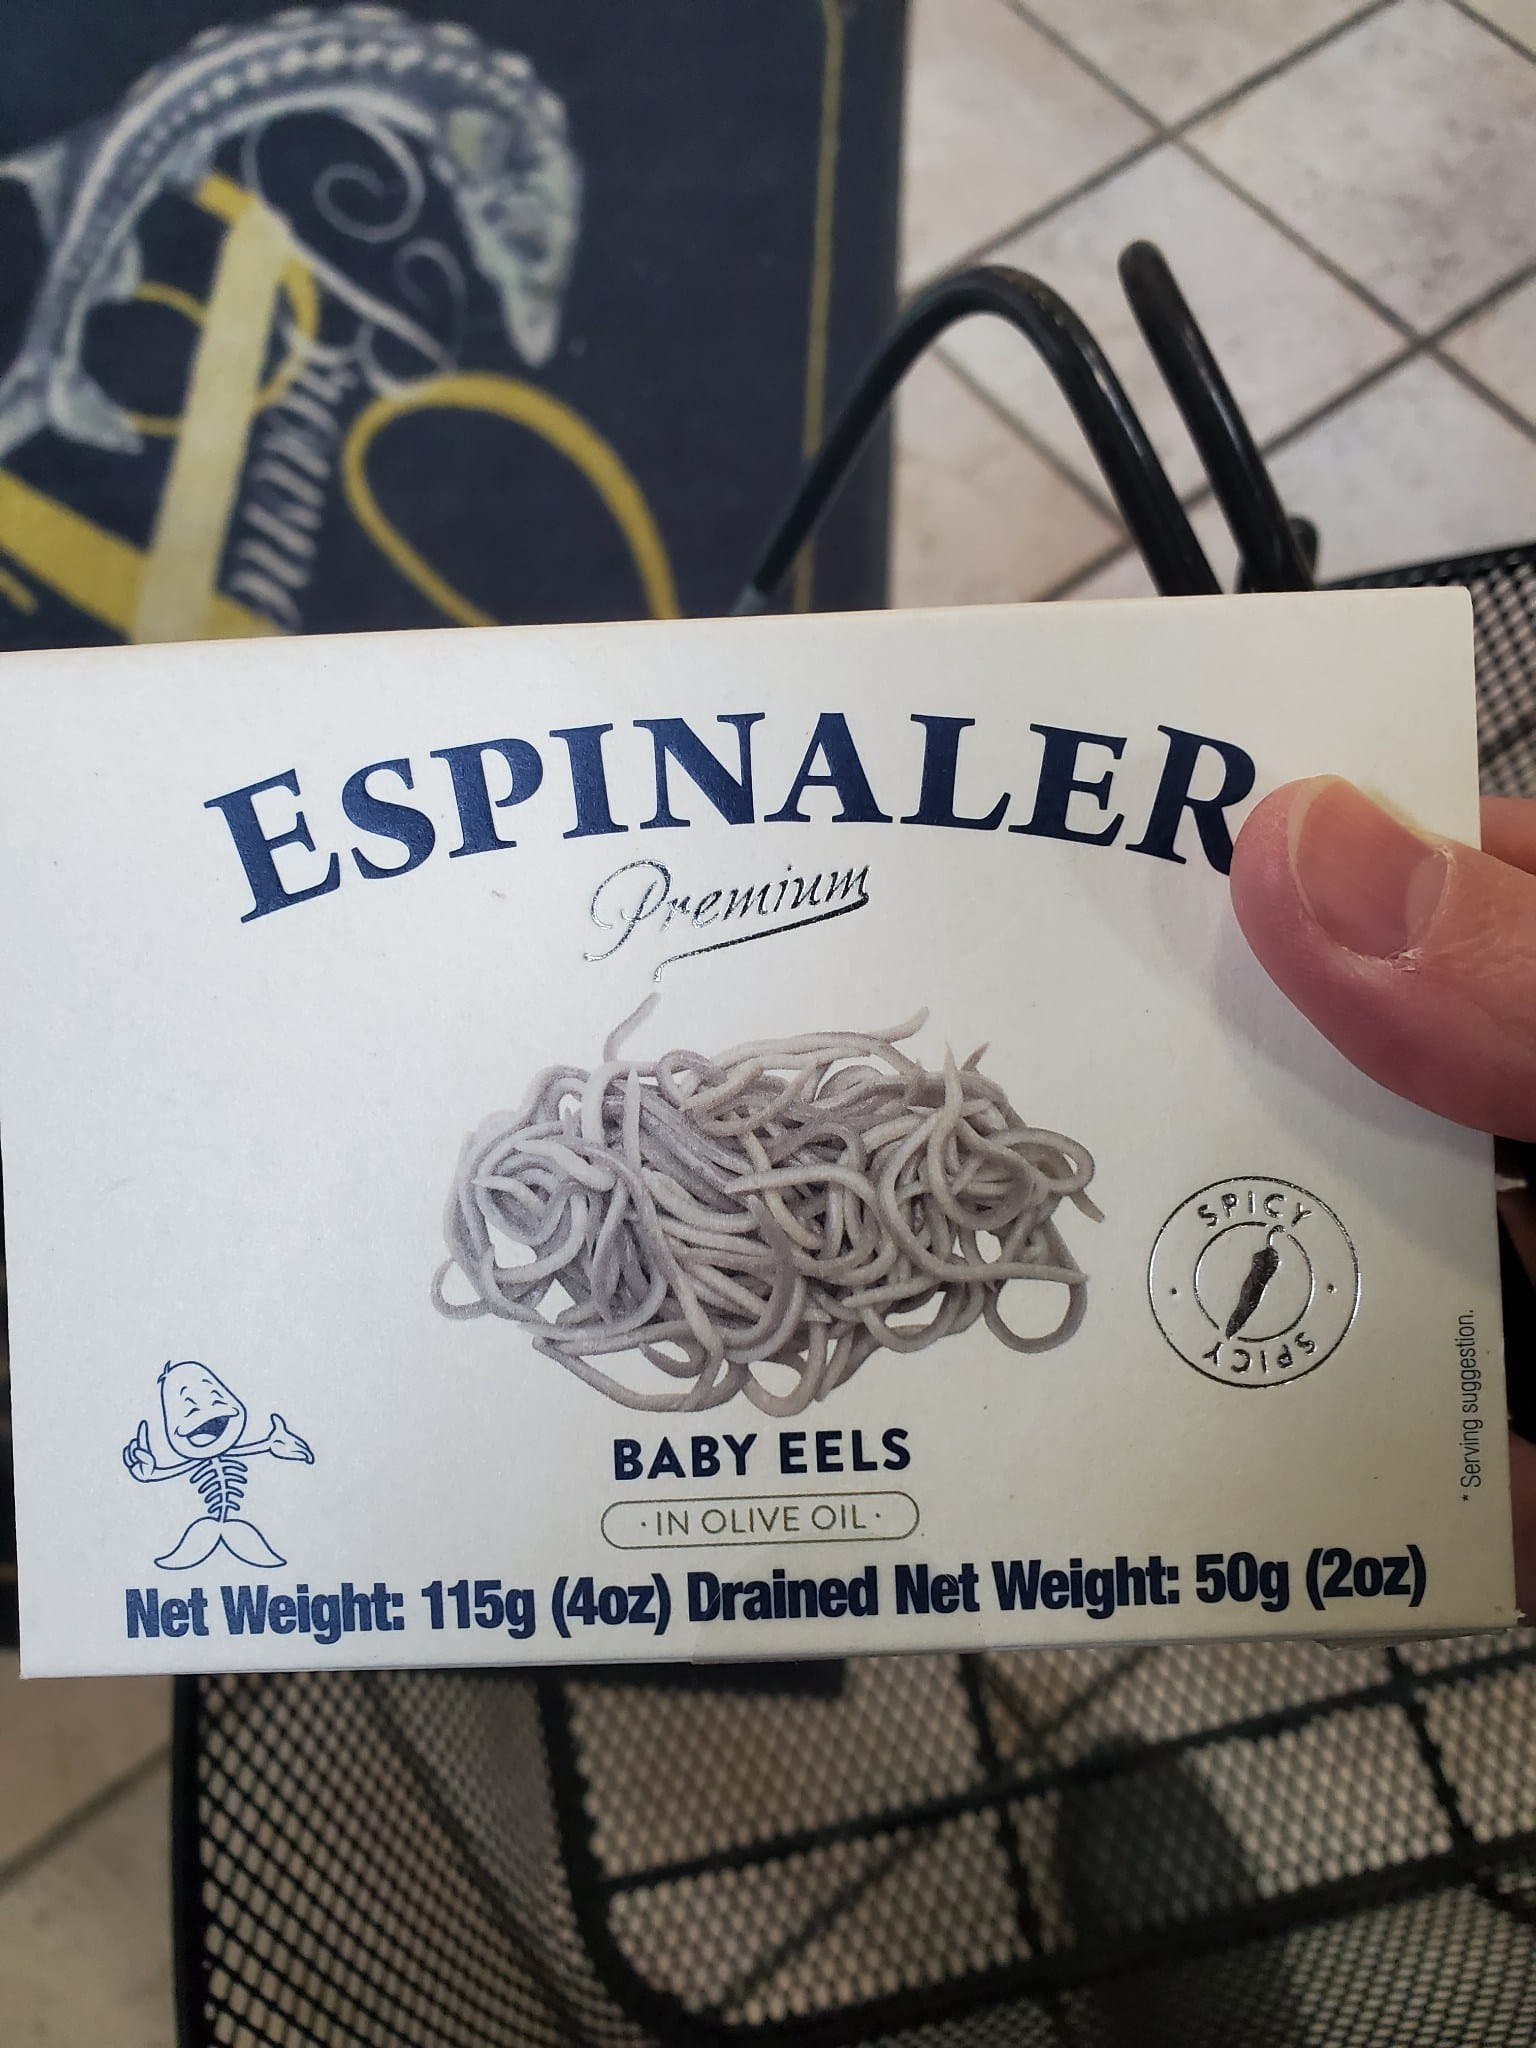 ESPINALER
Premium
SPICY
SPICY
BABY EELS
· IN OLIVE OIL ·
* Serving suggestion.
Net Weight: 115g (4oz) Drained Net Weight: 50g (2oz)